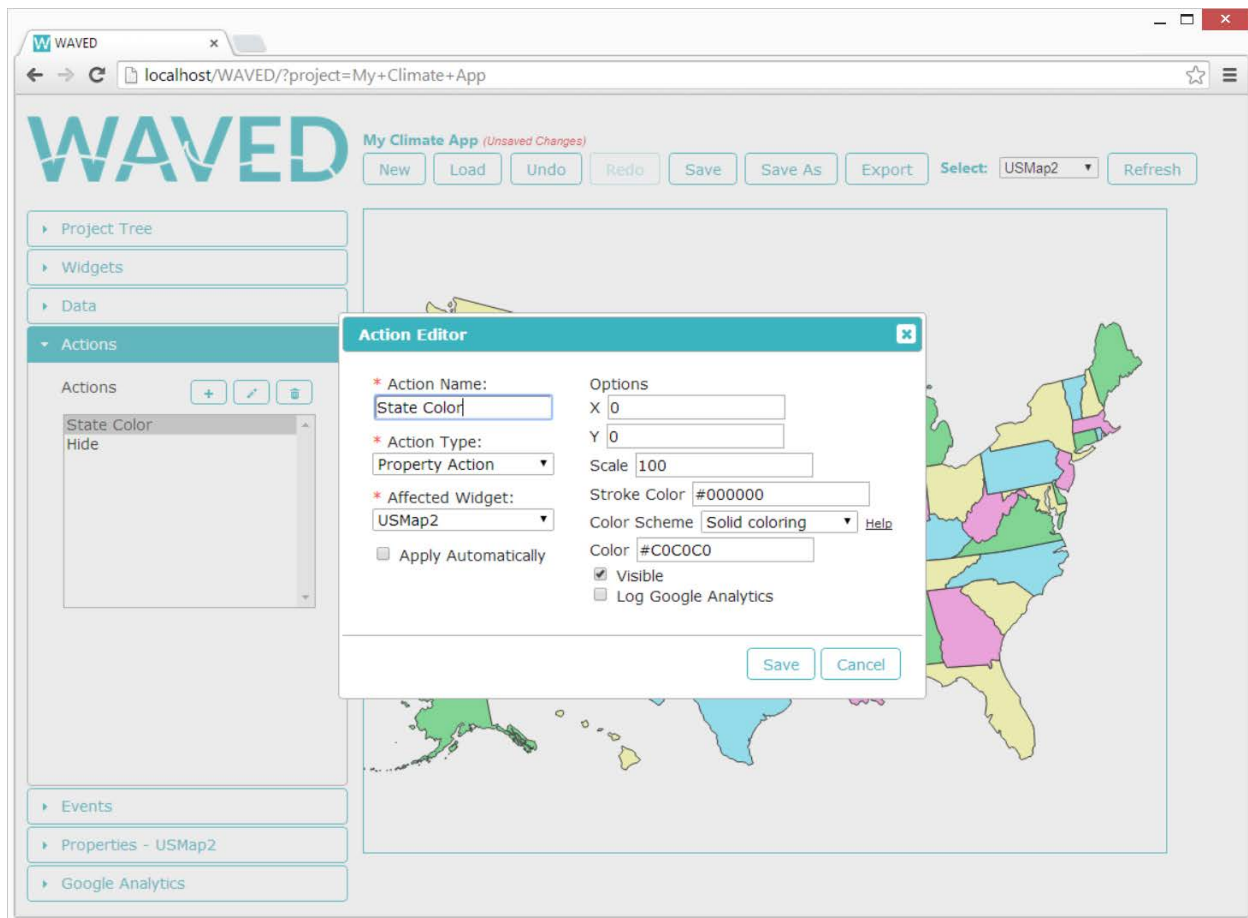 WAVED
localhost/WAVED/?project=My+Climate+App
WAVED
My Climate App (Unsaved Changes)
New Load Undo Redo Save Save As Export Select: USMap2 Refresh
Project Tree
Widgets
Data
Actions
Actions
State Color
Hide
Events
Properties - USMap2
Google Analytics
Action Editor
* Action Name:
State Color
* Action Type:
Property Action
* Affected Widget:
USMap2
Apply Automatically
Options
X 0
Y 0
Scale 100
Stroke Color #000000
Color Scheme Solid coloring Help
Color #C0C0C0
Visible
Log Google Analytics
Save Cancel